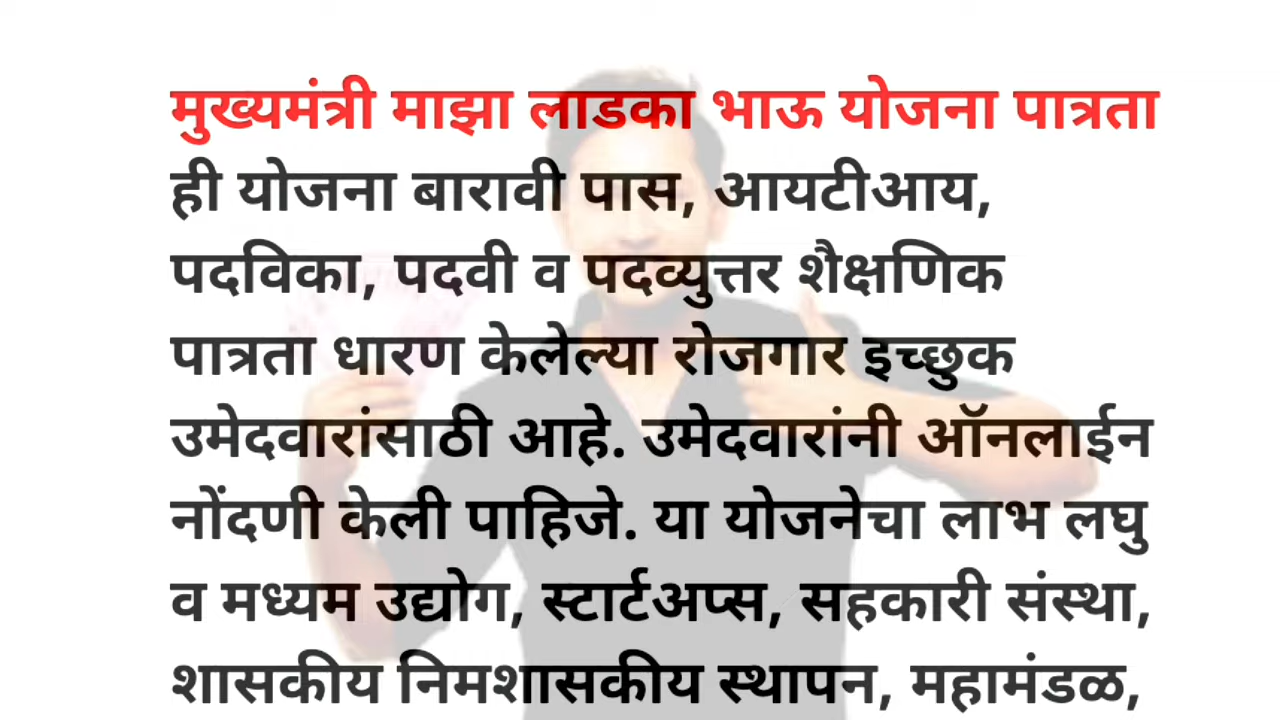 मुख्यमंत्री माझा लाडका भाऊ योजना पात्रता
ही योजना बारावी पास, आयटीआय,
पदविका, पदवी व पदव्युत्तर शैक्षणिक
पात्रता धारण केलेल्या रोजगार इच्छुक
उमेदवारांसाठी आहे. उमेदवारांनी ऑनलाईन
नोंदणी केली पाहिजे. या योजनेचा लाभ लघु
व मध्यम उद्योग, स्टार्टअप्स, सहकारी संस्था,
शासकीय निमशासकीय स्थापन, महामंडळ,